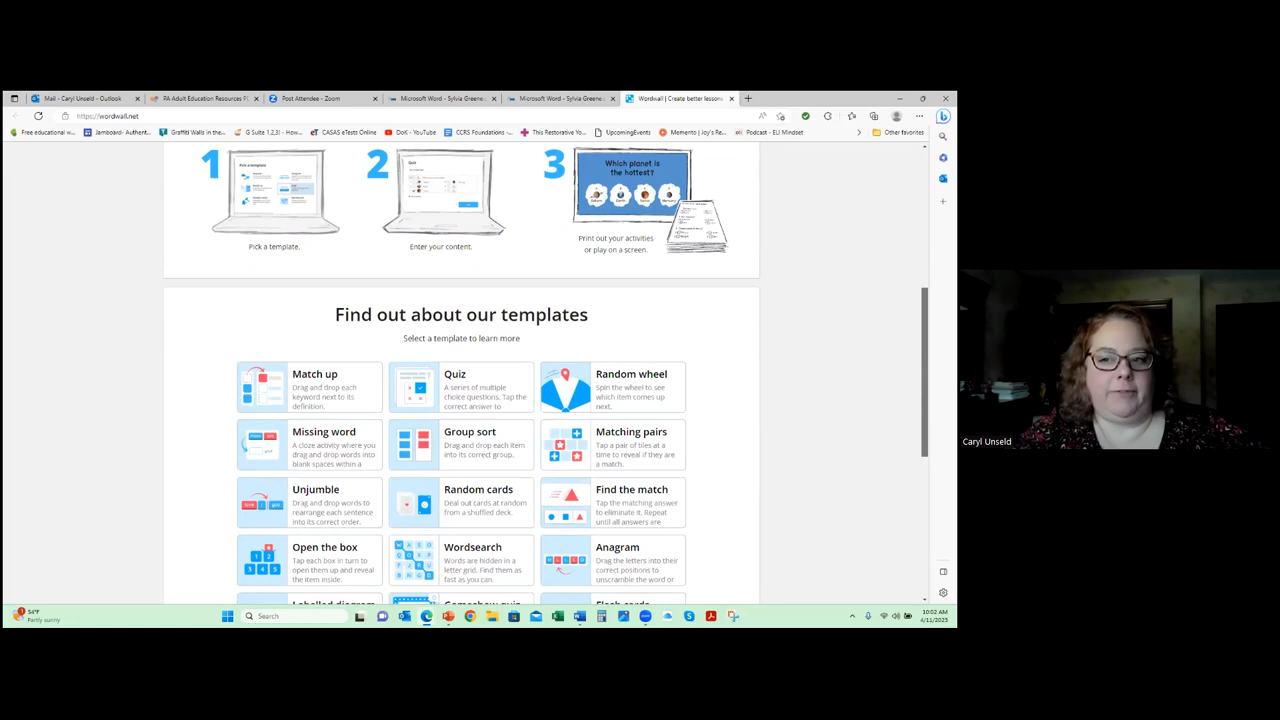 Mail - Caryl Unseld - Outlook
PA Adult Education Resources P
Post Attendee - Zoom
Microsoft Word - Sylvia Greene
Microsoft Word - Sylvia Greene
Wordwall | Create better lessons
https://wordwall.net
Free educational w...
Jamboard- Authent...
Graffiti Walls in the...
G Suite 1,2,3! - How...
CASAS eTests Online
DoK - YouTube
CCRS Foundations -...
This Restorative Yo...
UpcomingEvents
Memento | Joy's Re...
Podcast - ELI Mindset
Other favorites
1
2
3
Pick a template
Quiz
Which planet is
the hottest?
Pick a template.
Enter your content.
Print out your activities
or play on a screen.
Find out about our templates
Select a template to learn more
Match up
Drag and drop each
keyword next to its
definition.
Quiz
A series of multiple
choice questions. Tap the
correct answer to
Random wheel
Spin the wheel to see
which item comes up
next.
Missing word
A cloze activity where you
drag and drop words into
blank spaces within a
Group sort
Drag and drop each item
into its correct group.
Matching pairs
Tap a pair of tiles at a
time to reveal if they are
a match.
Unjumble
Drag and drop words to
rearrange each sentence
into its correct order.
Random cards
Deal out cards at random
from a shuffled deck.
Find the match
Tap the matching answer
to eliminate it. Repeat
until all answers are
Open the box
Tap each box in turn to
open them up and reveal
the item inside.
Wordsearch
Words are hidden in a
letter grid. Find them as
fast as you can.
Anagram
Drag the letters into their
correct positions to
unscramble the word or
Labelled diagram
Gameshow quiz
Flash cards
Caryl Unseld
54°F
Partly sunny
Search
10:02 AM
4/11/2023